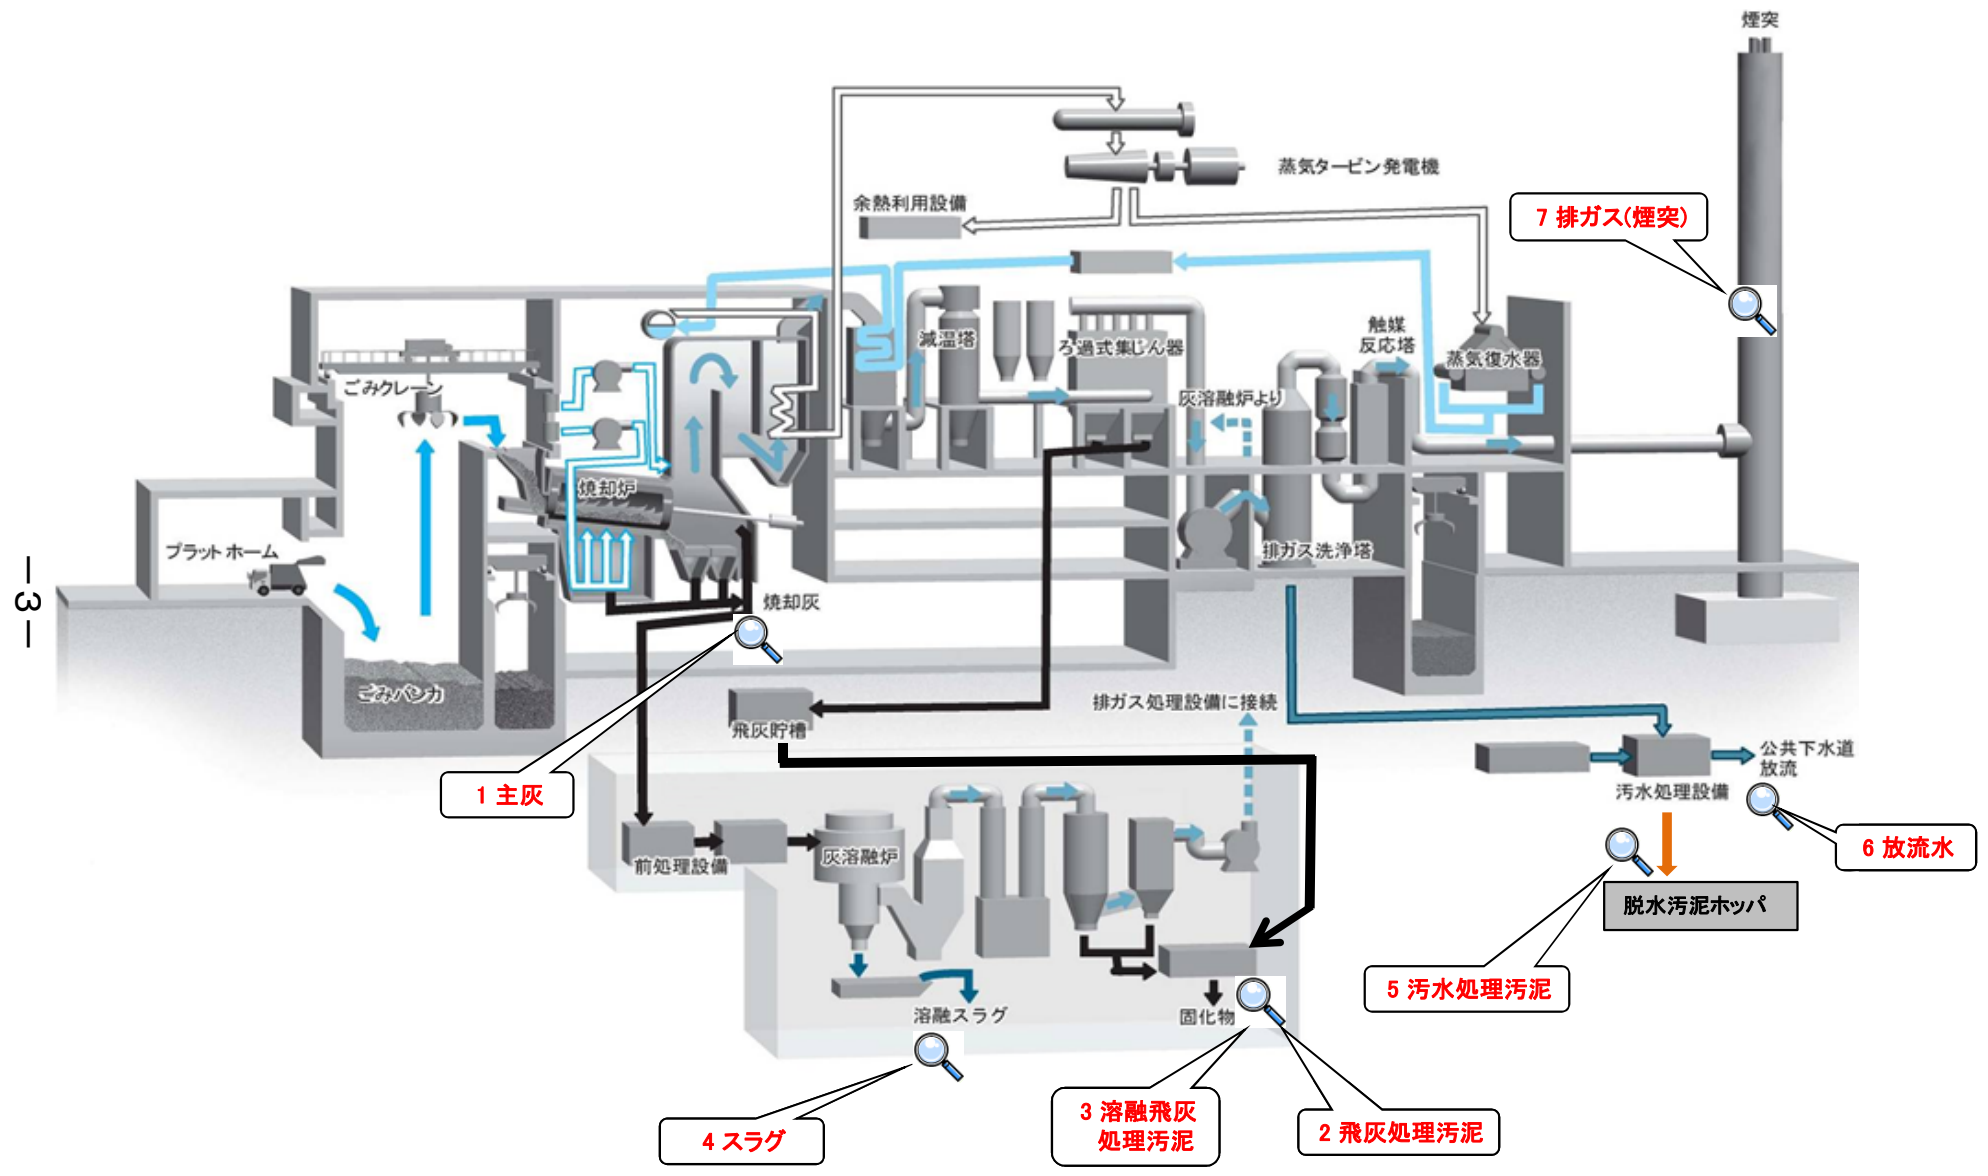 煙突
蒸気タービン発電機
余熱利用設備
7 排ガス(煙突)
減温塔
ろ過式集じん器
触媒
反応塔
蒸気復水器
ごみクレーン
灰溶融炉より
焼却炉
プラットホーム
排ガス洗浄塔
焼却灰
ごみバンカ
飛灰貯槽
排ガス処理設備に接続
公共下水道
放流
汚水処理設備
1 主灰
6 放流水
前処理設備
灰溶融炉
脱水汚泥ホッパ
5 汚水処理汚泥
溶融スラグ
固化物
4 スラグ
3 溶融飛灰
処理汚泥
2 飛灰処理汚泥
—3—